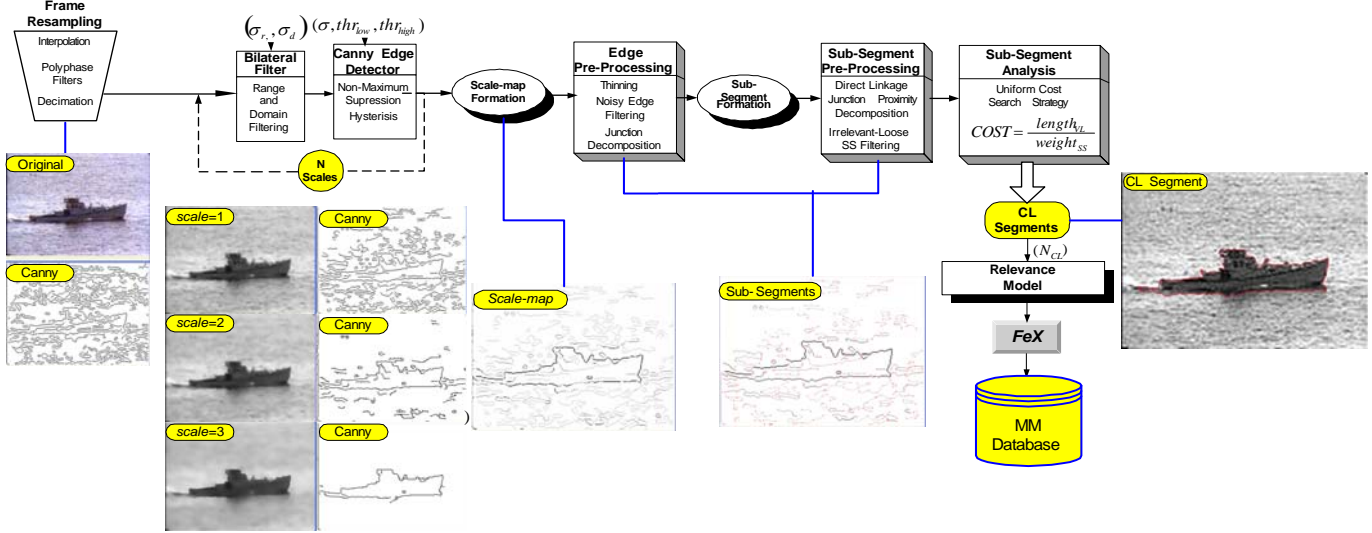 Frame
Resampling
Interpolation
Polyphase
Filters
Decimation
(σr,, σd)
(σ, thrlow, thrhigh)
Bilateral
Filter
Range
and
Domain
Filtering
Canny Edge
Detector
Non-Maximum
Supression
Hysterisis
N
Scales
Scale-map
Formation
Edge
Pre-Processing
Thinning
Noisy Edge
Filtering
Junction
Decomposition
Sub-
Segment
Formation
Sub-Segment
Pre-Processing
Direct Linkage
Junction Proximity
Decomposition
Irrelevant-Loose
SS Filtering
Sub-Segment
Analysis
Uniform Cost
Search Strategy
COST = lengthVL / weightSS
Original
Canny
scale=1
Canny
scale=2
Canny
)
scale=3
Canny
Scale-map
Sub-Segments
CL Segment
CL
Segments
(NCL)
Relevance
Model
FeX
MM
Database